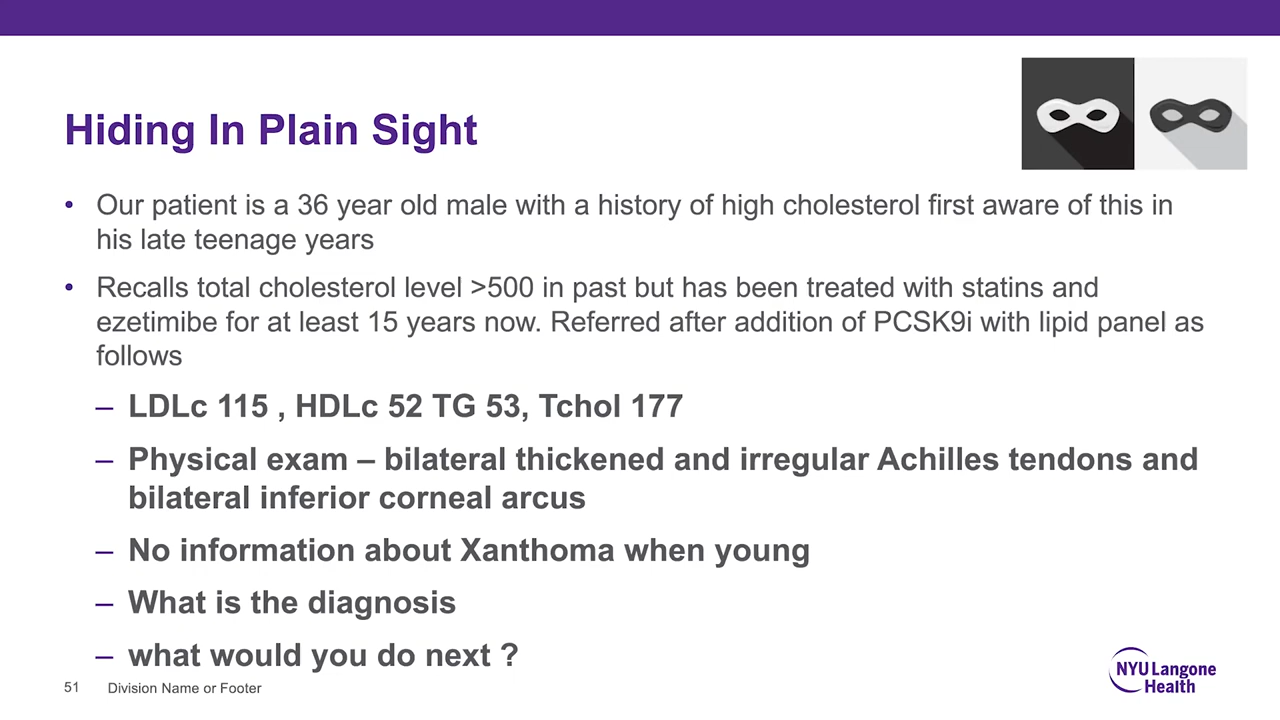 Hiding In Plain Sight
• Our patient is a 36 year old male with a history of high cholesterol first aware of this in
his late teenage years
• Recalls total cholesterol level >500 in past but has been treated with statins and
ezetimibe for at least 15 years now. Referred after addition of PCSK9i with lipid panel as
follows
– LDLc 115 , HDLc 52 TG 53, Tchol 177
– Physical exam – bilateral thickened and irregular Achilles tendons and
bilateral inferior corneal arcus
– No information about Xanthoma when young
– What is the diagnosis
– what would you do next ?
51 Division Name or Footer
NYU Langone
Health